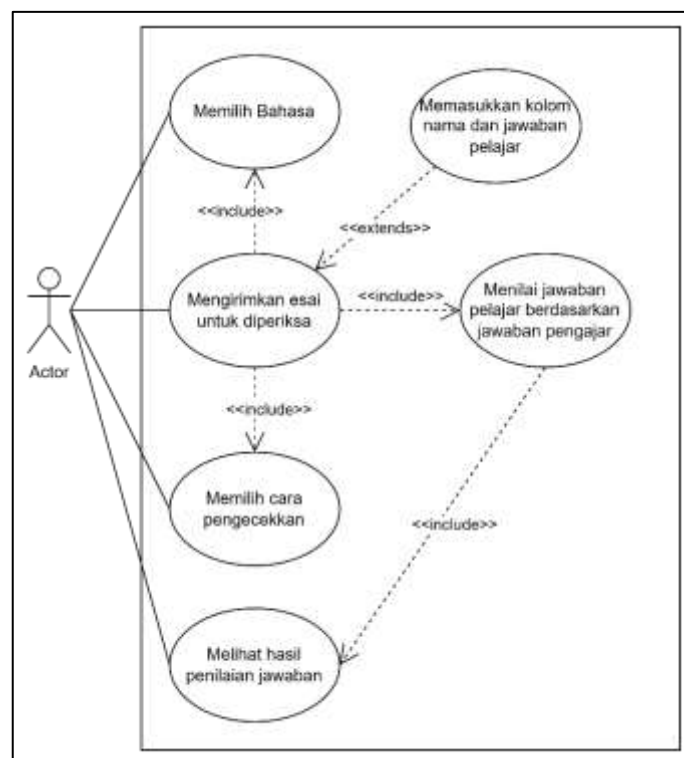 Memilih Bahasa
Memasukkan kolom
nama dan jawaban
pelajar
<<include>>
<<extends>>
Actor
Mengirimkan esai
untuk diperiksa
<<include>>
Menilai jawaban
pelajar berdasarkan
jawaban pengajar
<<include>>
Memilih cara
pengecekkan
<<include>>
Melihat hasil
penilaian jawaban